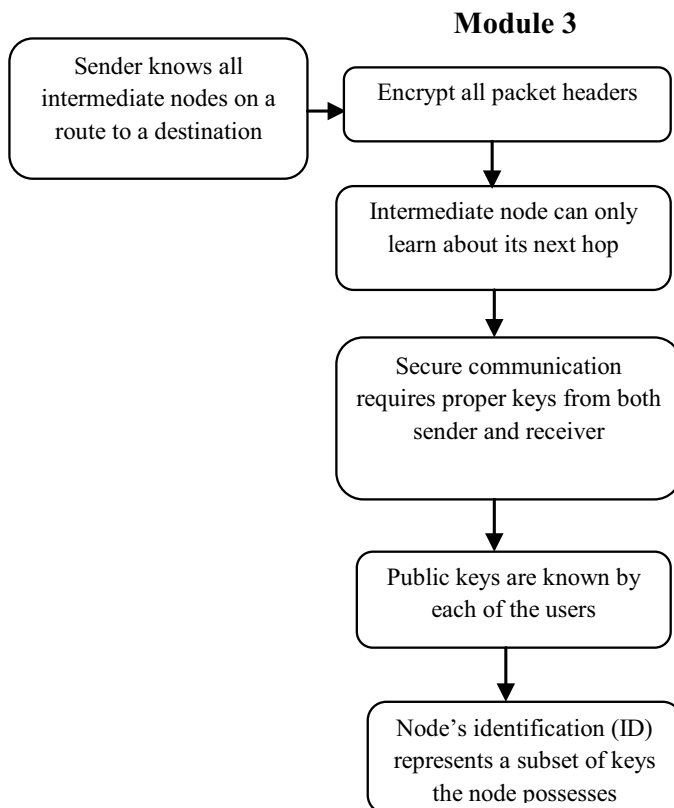 Module 3
Sender knows all
intermediate nodes on a
route to a destination
Encrypt all packet headers
Intermediate node can only
learn about its next hop
Secure communication
requires proper keys from both
sender and receiver
Public keys are known by
each of the users
Node’s identification (ID)
represents a subset of keys
the node possesses